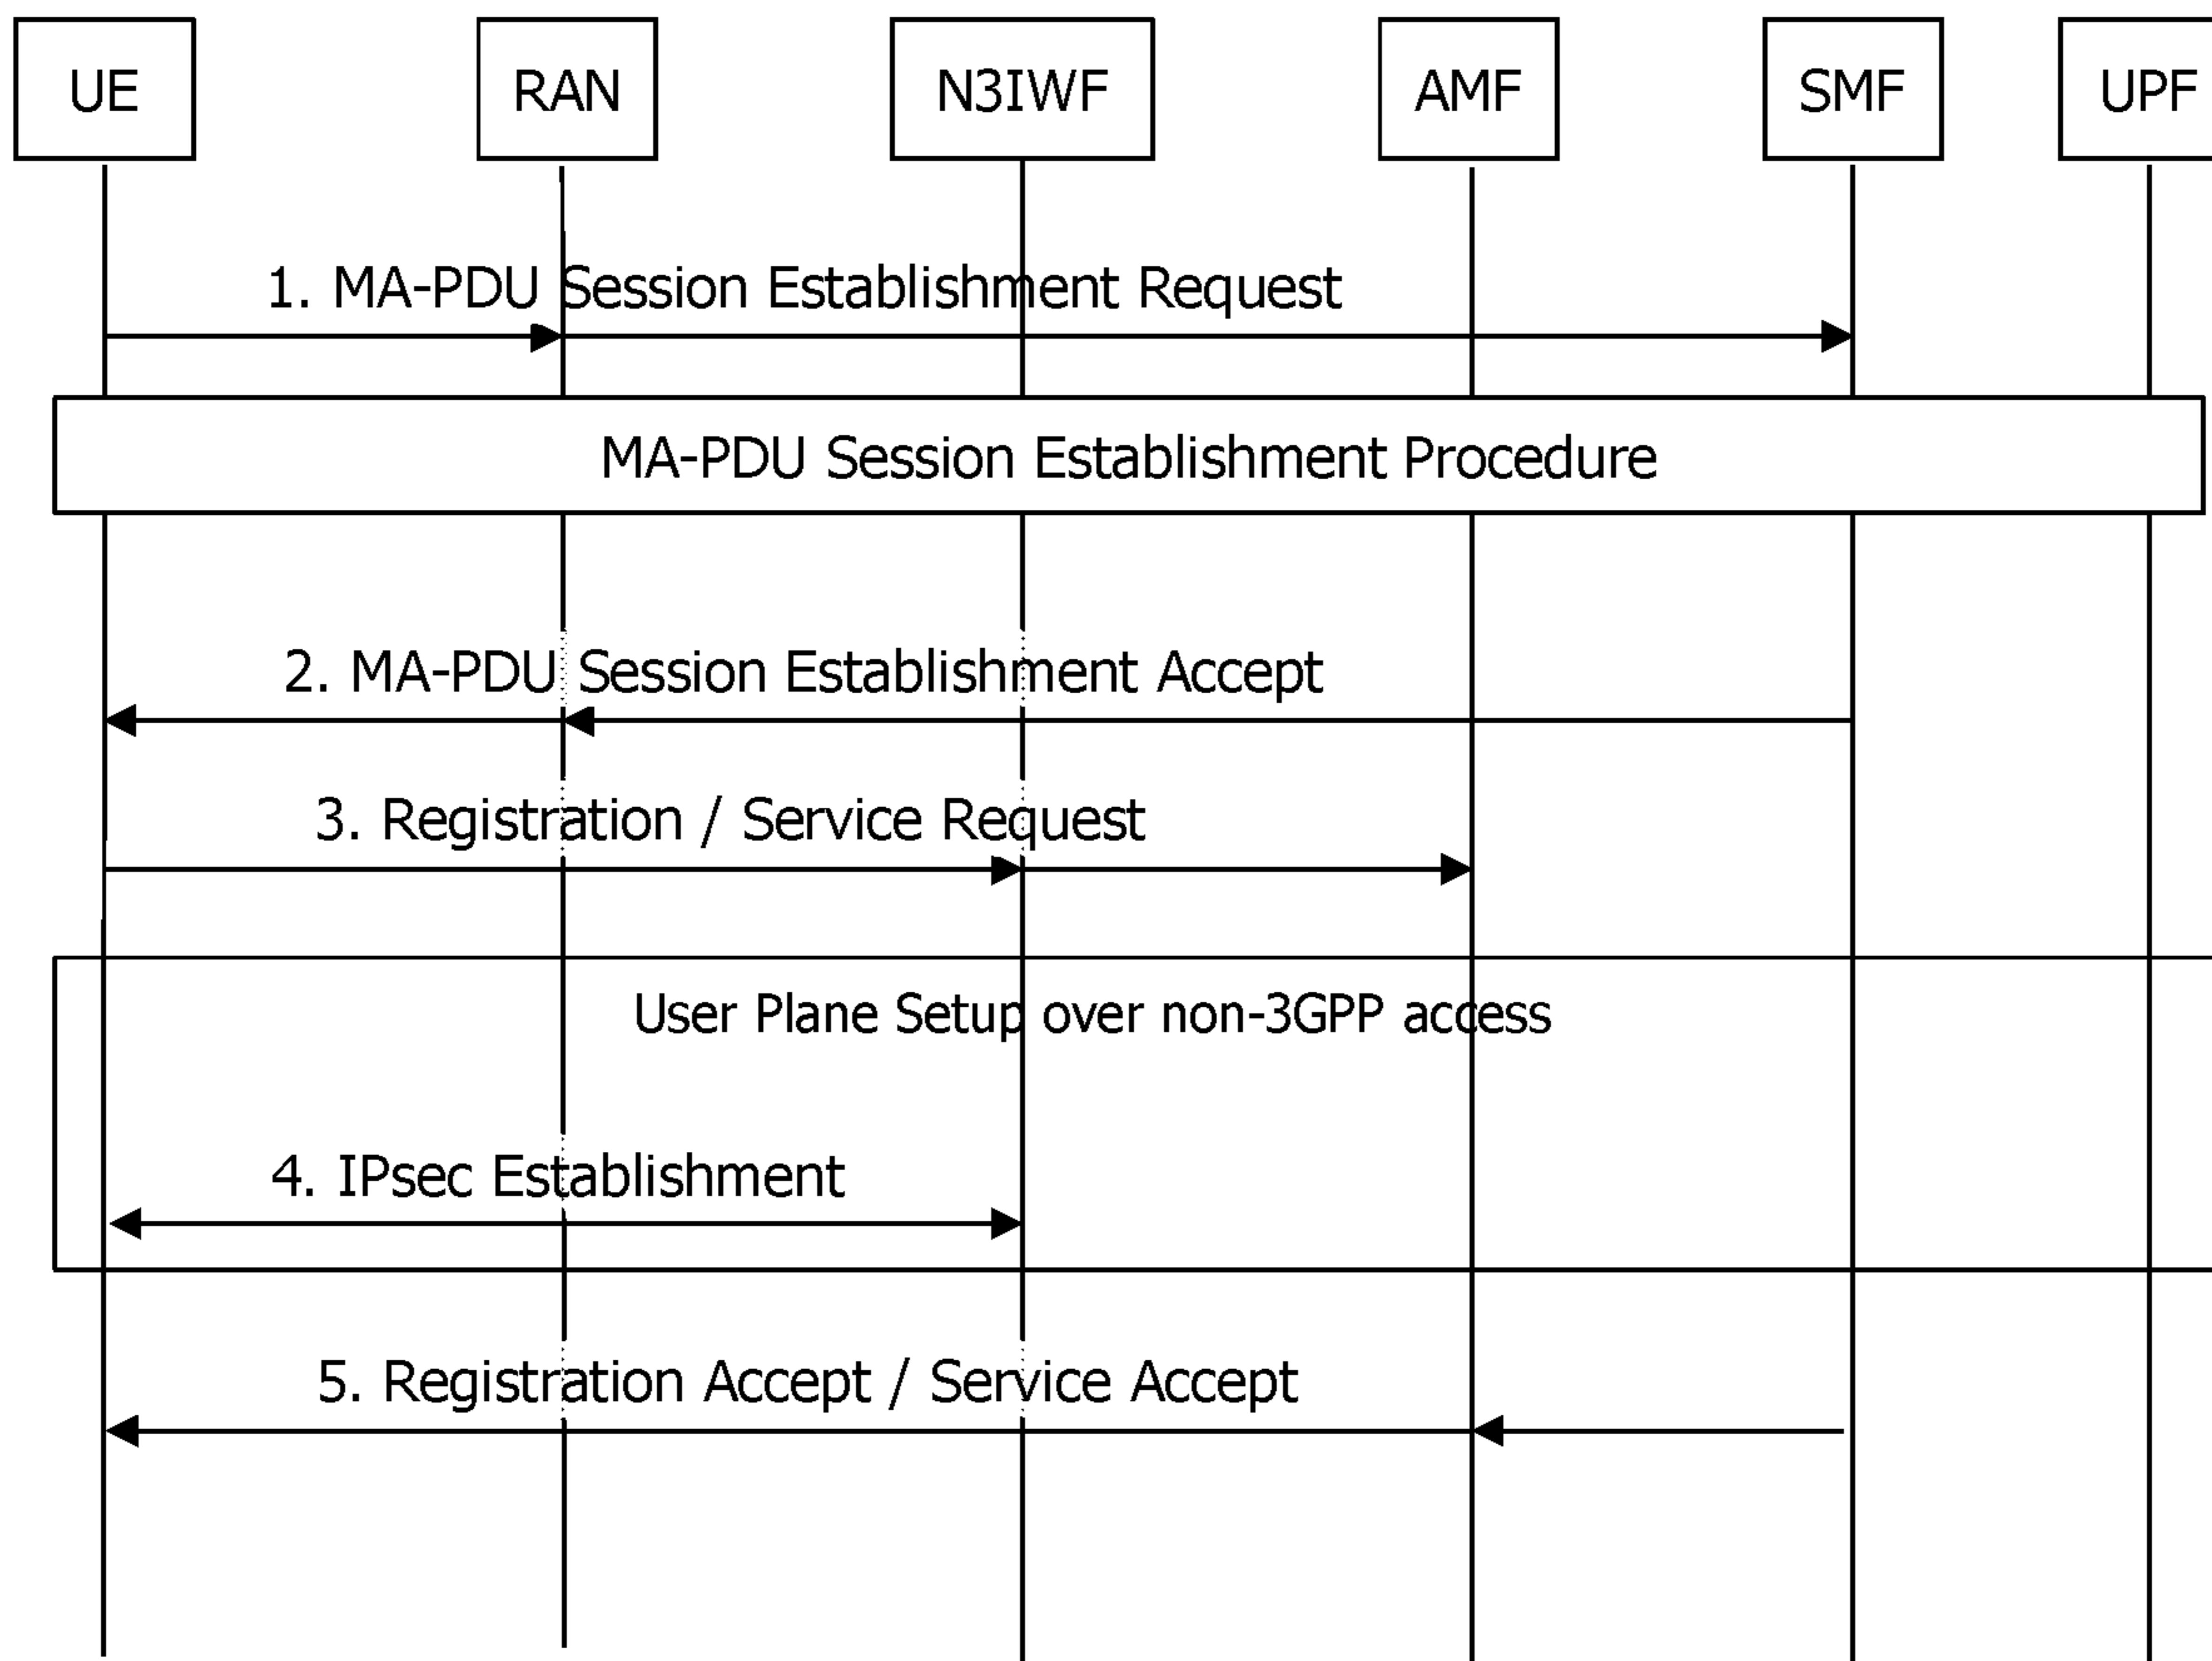 UE
RAN
N3IWF
AMF
SMF
UPF
1. MA-PDU Session Establishment Request
MA-PDU Session Establishment Procedure
2. MA-PDU Session Establishment Accept
3. Registration / Service Request
User Plane Setup over non-3GPP access
4. IPsec Establishment
5. Registration Accept / Service Accept